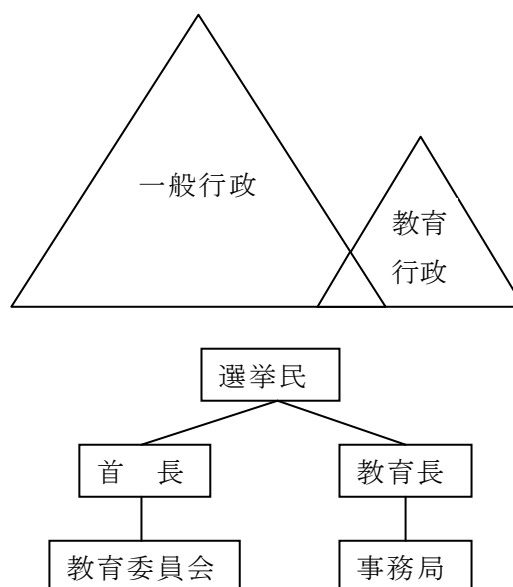 一般行政
教育
行政
選挙民
首　長
教育長
教育委員会
事務局